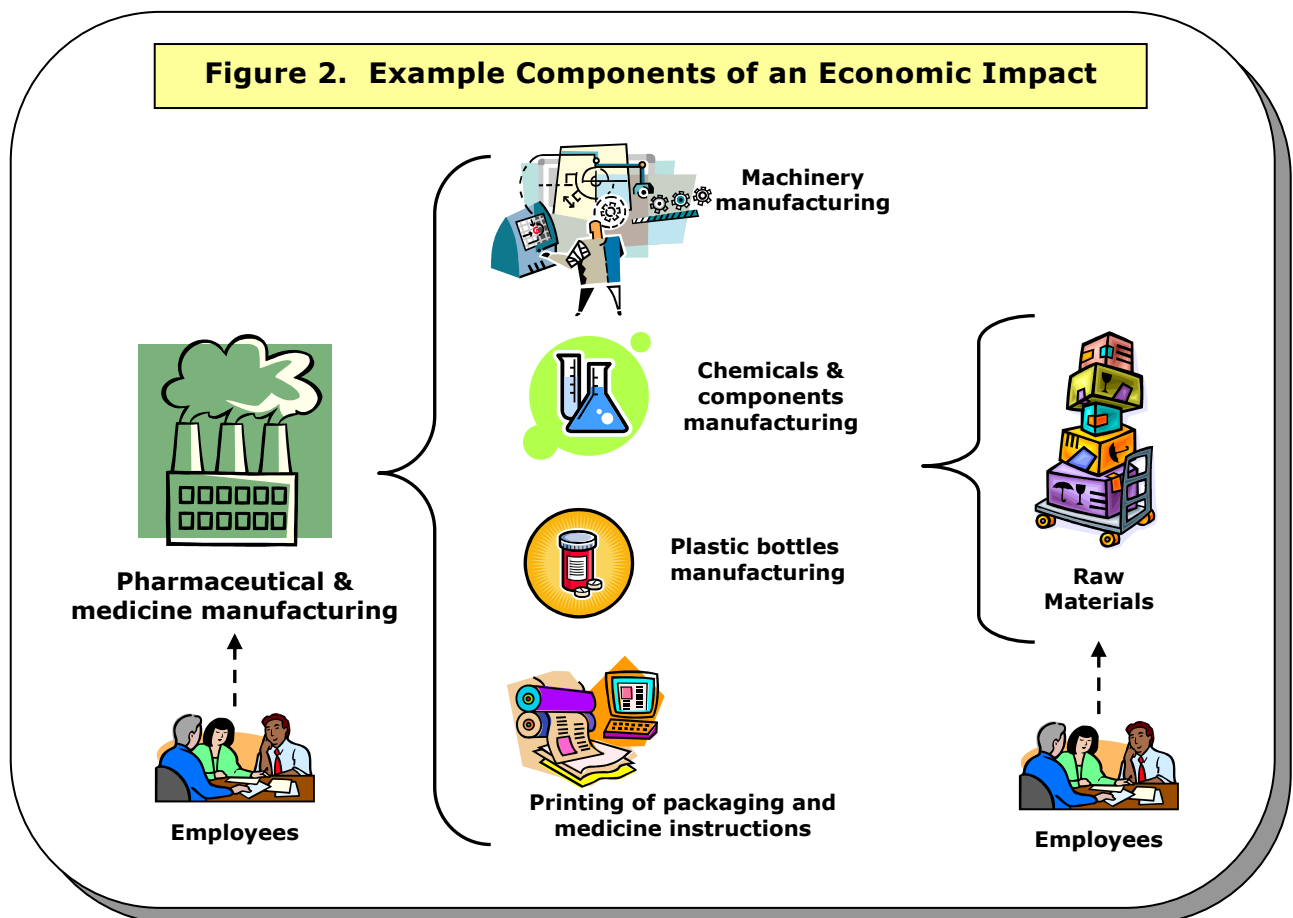 Figure 2.  Example Components of an Economic Impact
Machinery
manufacturing
Chemicals &
components
manufacturing
Plastic bottles
manufacturing
Printing of packaging and
medicine instructions
Pharmaceutical &
medicine manufacturing
Employees
Raw
Materials
Employees